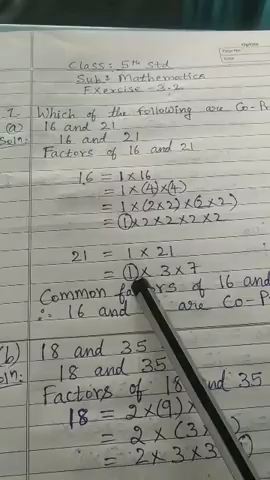 Class: 5th Std
Sub: Mathematics
Exercise - 3.2
1. Which of the following are Co-Pr
(a) 16 and 21
Soln: 16 and 21
Factors of 16 and 21
16 = 1 × 16
= 1 × (4) × (4)
= 1 × (2 × 2) × (2 × 2)
= 1 × 2 × 2 × 2 × 2
21 = 1 × 21
= 1 × 3 × 7
Common factors of 16 and
∴ 16 and are Co-P
(b) 18 and 35
Soln: 18 and 35
Factors of 18 and 35
18 = 2 × (9) ×
= 2 × (3 ×
= 2 × 3 × 3